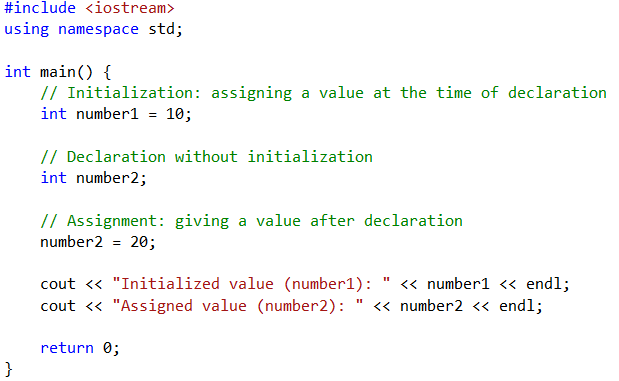 #include <iostream>
using namespace std;

int main() {
    // Initialization: assigning a value at the time of declaration
    int number1 = 10;

    // Declaration without initialization
    int number2;

    // Assignment: giving a value after declaration
    number2 = 20;

    cout << "Initialized value (number1): " << number1 << endl;
    cout << "Assigned value (number2): " << number2 << endl;

    return 0;
}